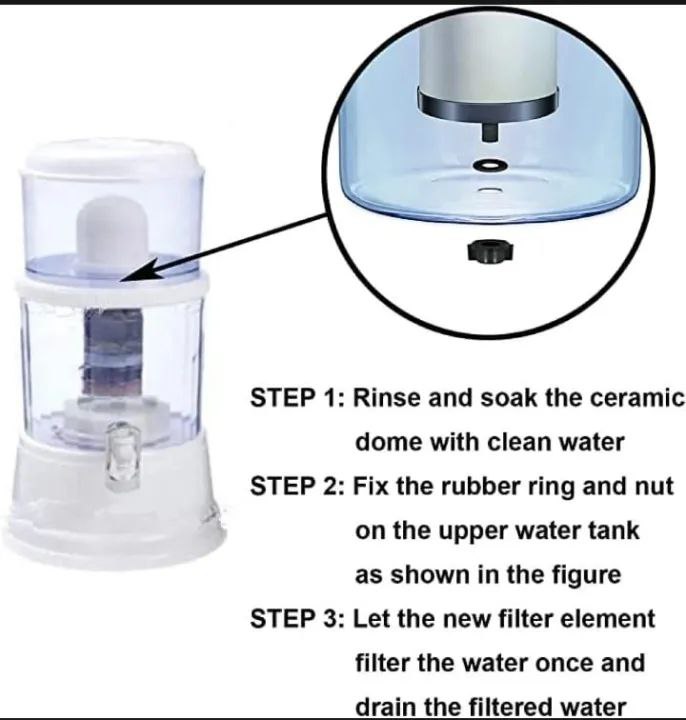 STEP 1: Rinse and soak the ceramic
dome with clean water
STEP 2: Fix the rubber ring and nut
on the upper water tank
as shown in the figure
STEP 3: Let the new filter element
filter the water once and
drain the filtered water